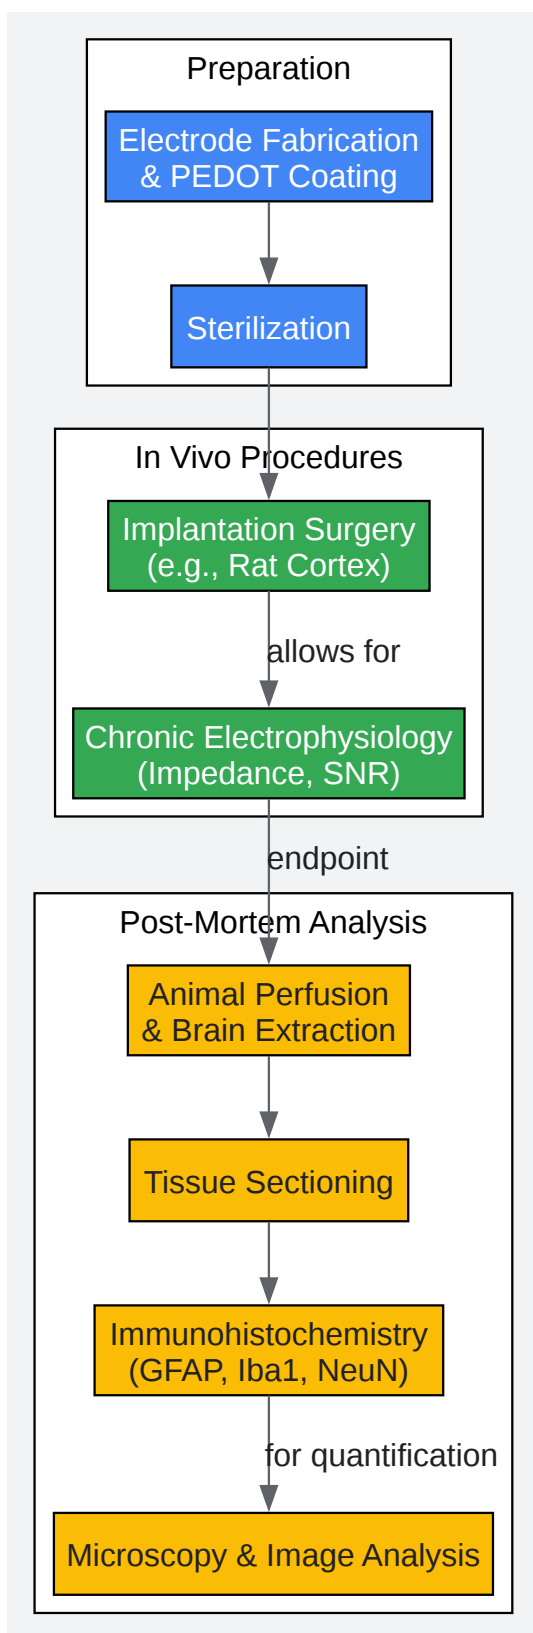 Preparation
Electrode Fabrication
& PEDOT Coating
Sterilization
In Vivo Procedures
Implantation Surgery
(e.g., Rat Cortex)
allows for
Chronic Electrophysiology
(Impedance, SNR)
endpoint
Post-Mortem Analysis
Animal Perfusion
& Brain Extraction
Tissue Sectioning
Immunohistochemistry
(GFAP, Iba1, NeuN)
for quantification
Microscopy & Image Analysis